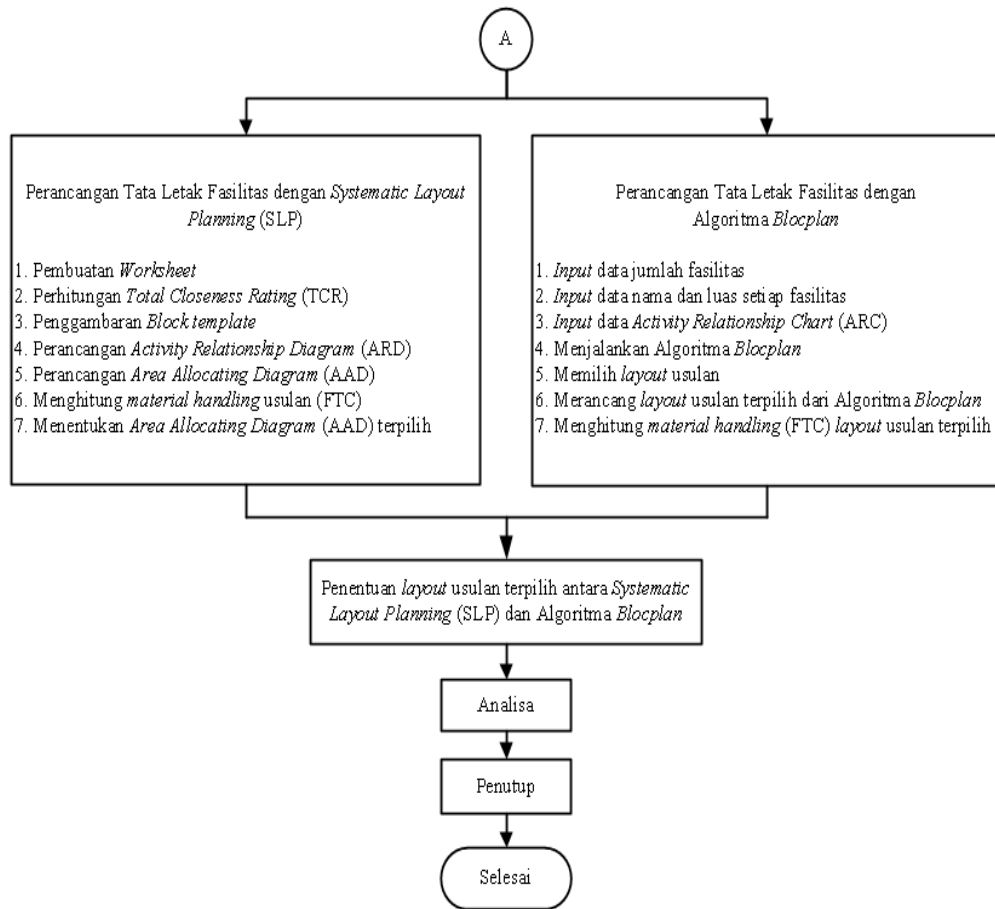 A
Perancangan Tata Letak Fasilitas dengan Systematic Layout
Planning (SLP)
1. Pembuatan Worksheet
2. Perhitungan Total Closeness Rating (TCR)
3. Penggambaran Block template
4. Perancangan Activity Relationship Diagram (ARD)
5. Perancangan Area Allocating Diagram (AAD)
6. Menghitung material handling usulan (FTC)
7. Menentukan Area Allocating Diagram (AAD) terpilih
Perancangan Tata Letak Fasilitas dengan
Algoritma Blocplan
1. Input data jumlah fasilitas
2. Input data nama dan luas setiap fasilitas
3. Input data Activity Relationship Chart (ARC)
4. Menjalankan Algoritma Blocplan
5. Memilih layout usulan
6. Merancang layout usulan terpilih dari Algoritma Blocplan
7. Menghitung material handling (FTC) layout usulan terpilih
Penentuan layout usulan terpilih antara Systematic
Layout Planning (SLP) dan Algoritma Blocplan
Analisa
Penutup
Selesai